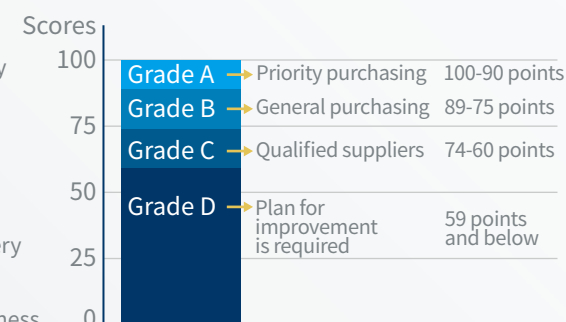 Scores
100
Grade A Priority purchasing 100-90 points
Grade B General purchasing 89-75 points
75
Grade C Qualified suppliers 74-60 points
50
Grade D Plan for
improvement
is required
59 points
and below
25
0